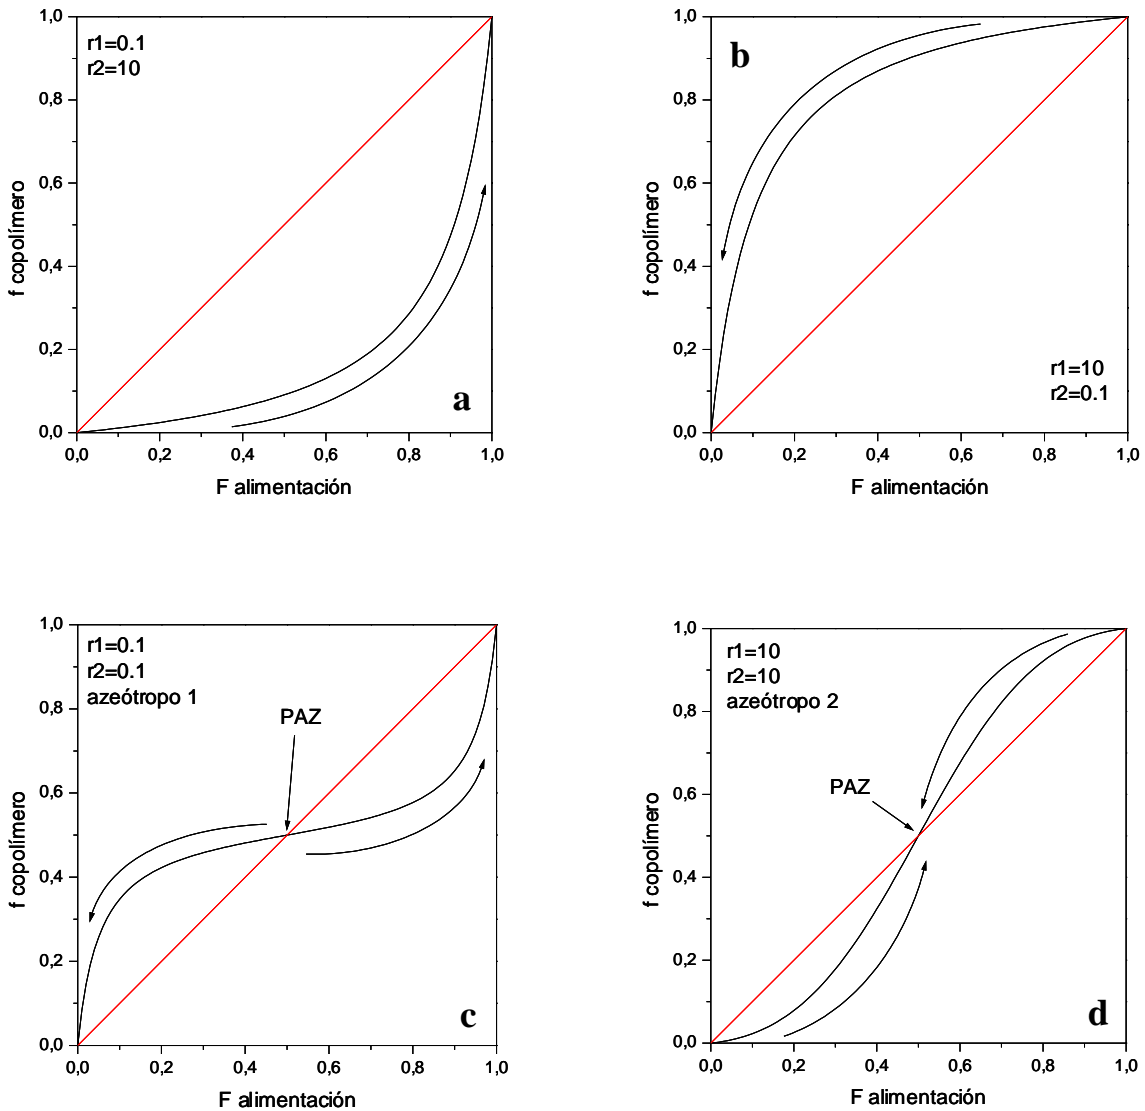 1,0
r1=0.1
r2=10
0,8
0,6
f copolímero
0,4
0,2
a
0,0
0,0 0,2 0,4 0,6 0,8 1,0
F alimentación
1,0
b
0,8
0,6
f copolímero
0,4
0,2
r1=10
r2=0.1
0,0
0,0 0,2 0,4 0,6 0,8 1,0
F alimentación
1,0
r1=0.1
r2=0.1
azeótropo 1
PAZ
0,8
0,6
f copolímero
0,4
0,2
c
0,0
0,0 0,2 0,4 0,6 0,8 1,0
F alimentación
1,0
r1=10
r2=10
azeótropo 2
0,8
PAZ
0,6
f copolímero
0,4
0,2
d
0,0
0,0 0,2 0,4 0,6 0,8 1,0
F alimentación